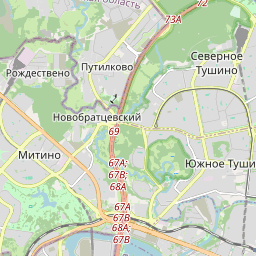 ская область
73А
72
Северное
Тушино
Путилково
Рождествено
Новобратцевский
69
Митино
67А;
67В;
68А
Южное Туши
67А
67В
68А;
67В